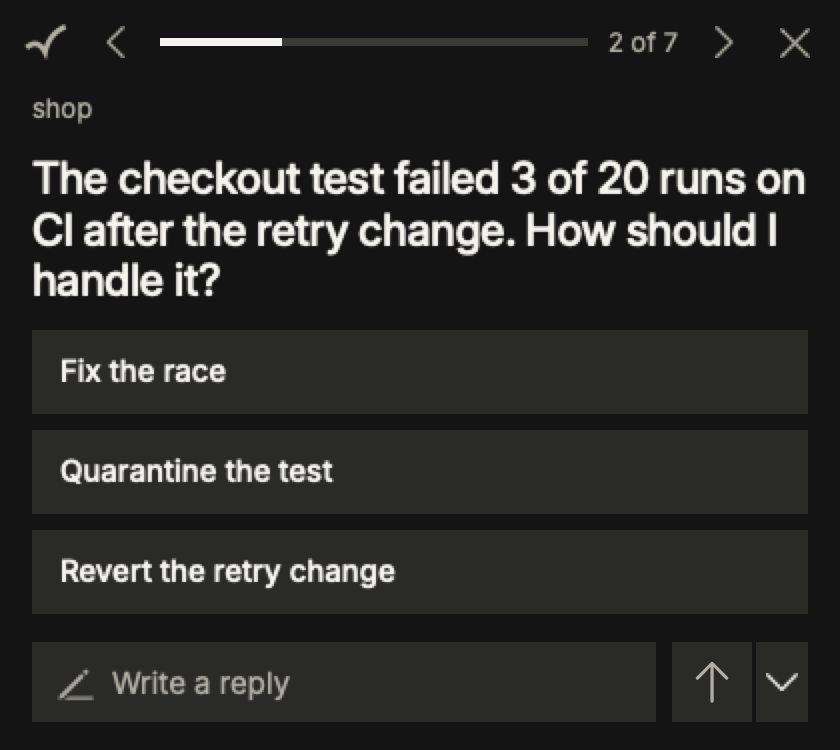 2 of 7
shop
The checkout test failed 3 of 20 runs on
CI after the retry change. How should I
handle it?
Fix the race
Quarantine the test
Revert the retry change
Write a reply